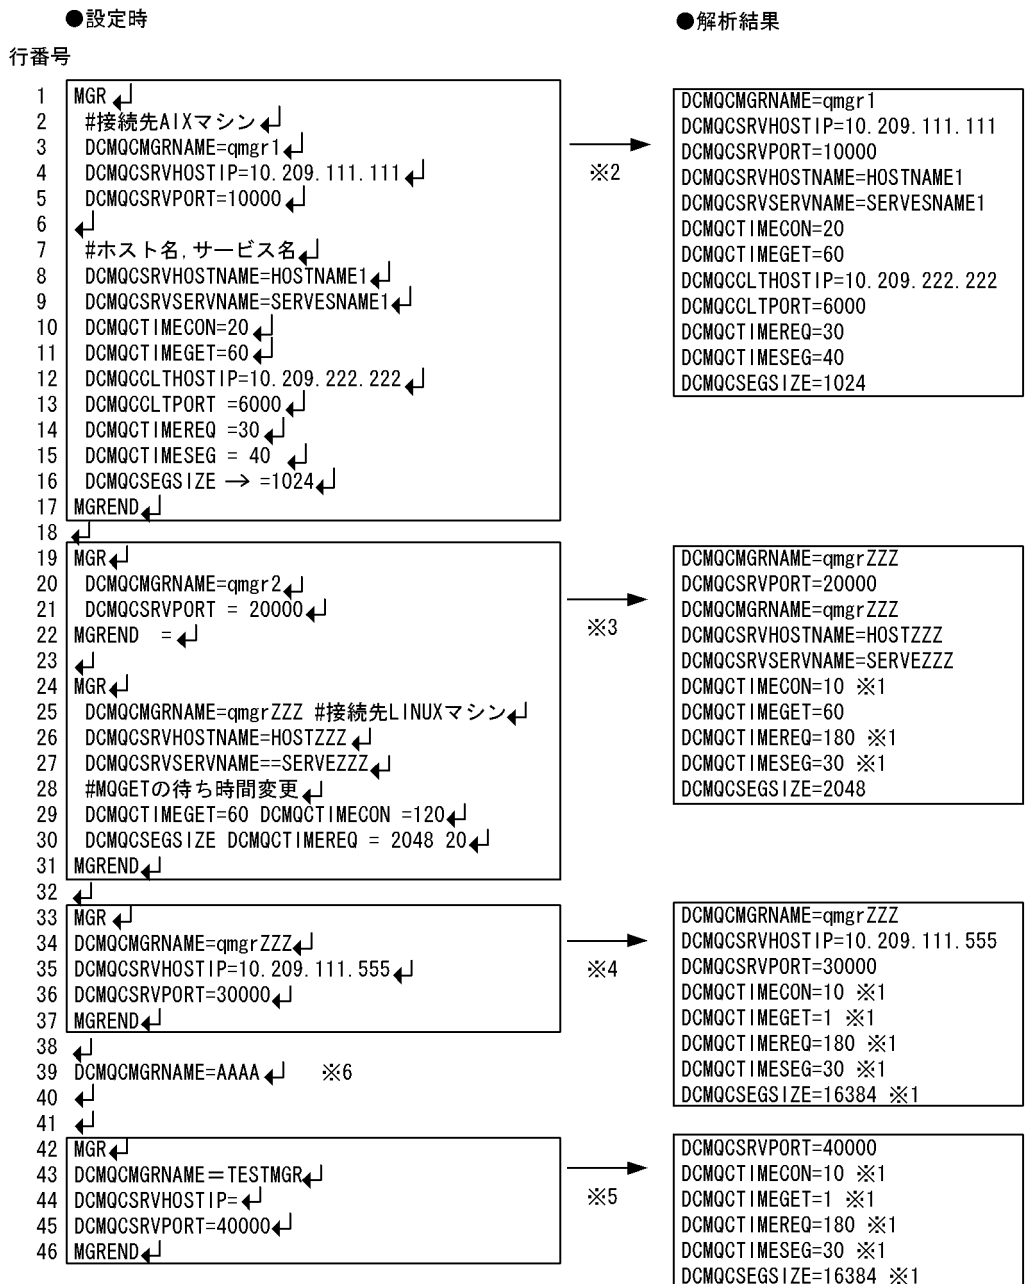 ●設定時
行番号
1 MGR↵
2 #接続先AIXマシン↵
3 DCMQCMGRNAME=qmgr1↵
4 DCMQCSRVHOSTIP=10.209.111.111↵
5 DCMQCSRVPORT=10000↵
6 ↵
7 #ホスト名,サービス名↵
8 DCMQCSRVHOSTNAME=HOSTNAME1↵
9 DCMQCSRVSERVNAME=SERVESNAME1↵
10 DCMQCTIMECON=20↵
11 DCMQCTIMEGET=60↵
12 DCMQCCLTHOSTIP=10.209.222.222↵
13 DCMQCCLTPORT =6000↵
14 DCMQCTIMEREQ =30↵
15 DCMQCTIMESEG = 40 ↵
16 DCMQCSEGSIZE → =1024↵
17 MGREND↵
18 ↵
19 MGR↵
20 DCMQCMGRNAME=qmgr2↵
21 DCMQCSRVPORT = 20000↵
22 MGREND =↵
23 ↵
24 MGR↵
25 DCMQCMGRNAME=qmgrZZZ #接続先LINUXマシン↵
26 DCMQCSRVHOSTNAME=HOSTZZZ↵
27 DCMQCSRVSERVNAME==SERVEZZZ↵
28 #MQGETの待ち時間変更↵
29 DCMQCTIMEGET=60 DCMQCTIMECON =120↵
30 DCMQCSEGSIZE DCMQCTIMEREQ = 2048 20↵
31 MGREND↵
32 ↵
33 MGR↵
34 DCMQCMGRNAME=qmgrZZZ↵
35 DCMQCSRVHOSTIP=10.209.111.555↵
36 DCMQCSRVPORT=30000↵
37 MGREND↵
38 ↵
39 DCMQCMGRNAME=AAAA↵ ※6
40 ↵
41 ↵
42 MGR↵
43 DCMQCMGRNAME＝TESTMGR↵
44 DCMQCSRVHOSTIP=↵
45 DCMQCSRVPORT=40000↵
46 MGREND↵
※2
※3
※4
※5
●解析結果
DCMQCMGRNAME=qmgr1
DCMQCSRVHOSTIP=10.209.111.111
DCMQCSRVPORT=10000
DCMQCSRVHOSTNAME=HOSTNAME1
DCMQCSRVSERVNAME=SERVESNAME1
DCMQCTIMECON=20
DCMQCTIMEGET=60
DCMQCCLTHOSTIP=10.209.222.222
DCMQCCLTPORT=6000
DCMQCTIMEREQ=30
DCMQCTIMESEG=40
DCMQCSEGSIZE=1024
DCMQCMGRNAME=qmgrZZZ
DCMQCSRVPORT=20000
DCMQCMGRNAME=qmgrZZZ
DCMQCSRVHOSTNAME=HOSTZZZ
DCMQCSRVSERVNAME=SERVEZZZ
DCMQCTIMECON=10 ※1
DCMQCTIMEGET=60
DCMQCTIMEREQ=180 ※1
DCMQCTIMESEG=30 ※1
DCMQCSEGSIZE=2048
DCMQCMGRNAME=qmgrZZZ
DCMQCSRVHOSTIP=10.209.111.555
DCMQCSRVPORT=30000
DCMQCTIMECON=10 ※1
DCMQCTIMEGET=1 ※1
DCMQCTIMEREQ=180 ※1
DCMQCTIMESEG=30 ※1
DCMQCSEGSIZE=16384 ※1
DCMQCSRVPORT=40000
DCMQCTIMECON=10 ※1
DCMQCTIMEGET=1 ※1
DCMQCTIMEREQ=180 ※1
DCMQCTIMESEG=30 ※1
DCMQCSEGSIZE=16384 ※1